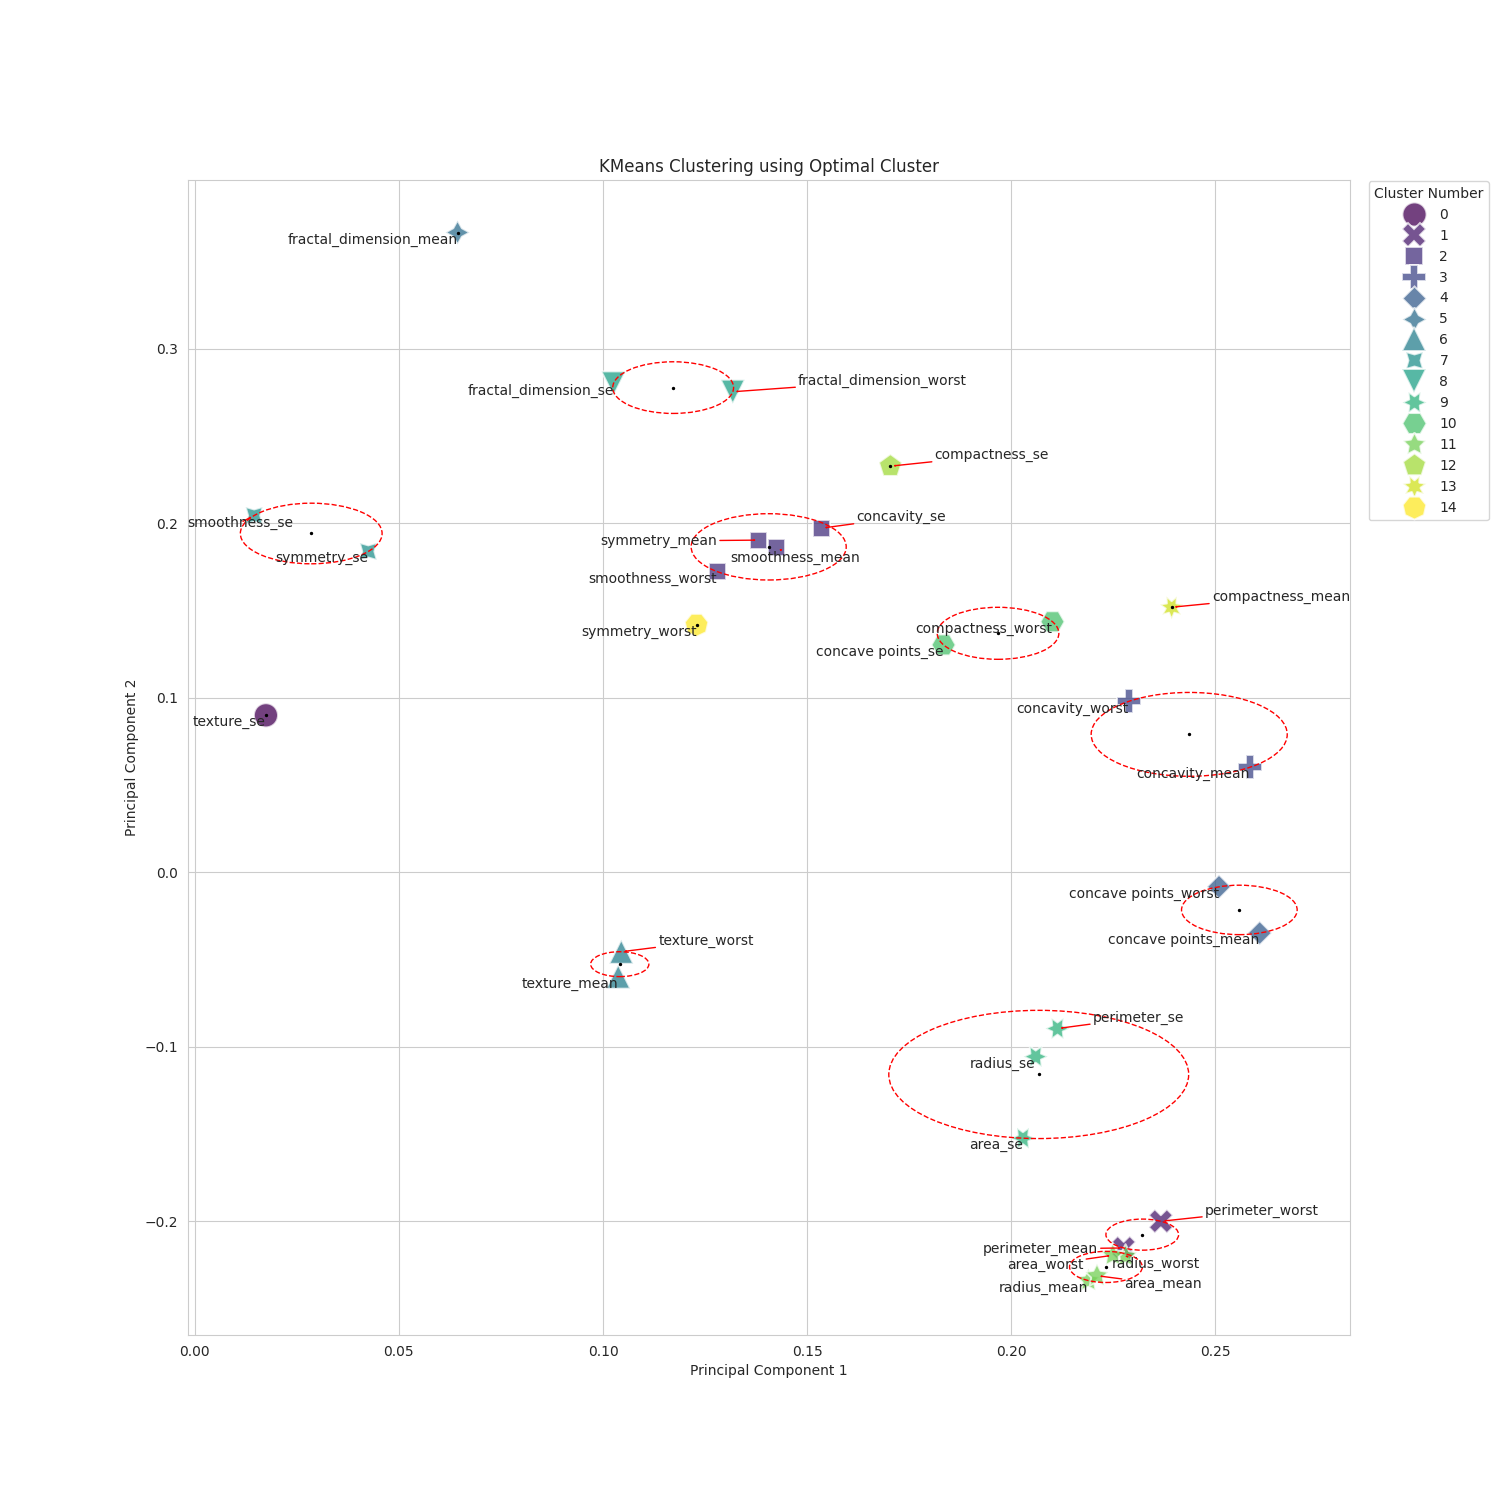 KMeans Clustering using Optimal Cluster
Cluster Number
0
1
2
3
4
5
6
7
8
9
10
11
12
13
14
fractal_dimension_mean
fractal_dimension_worst
fractal_dimension_se
compactness_se
concavity_se
smoothness_se
symmetry_mean
symmetry_se
smoothness_mean
smoothness_worst
compactness_mean
compactness_worst
symmetry_worst
concave points_se
concavity_worst
texture_se
concavity_mean
concave points_worst
concave points_mean
texture_worst
texture_mean
perimeter_se
radius_se
area_se
perimeter_worst
perimeter_mean
area_worst
radius_worst
area_mean
radius_mean
0.3
0.2
0.1
0.0
−0.1
−0.2
Principal Component 2
0.00
0.05
0.10
0.15
0.20
0.25
Principal Component 1